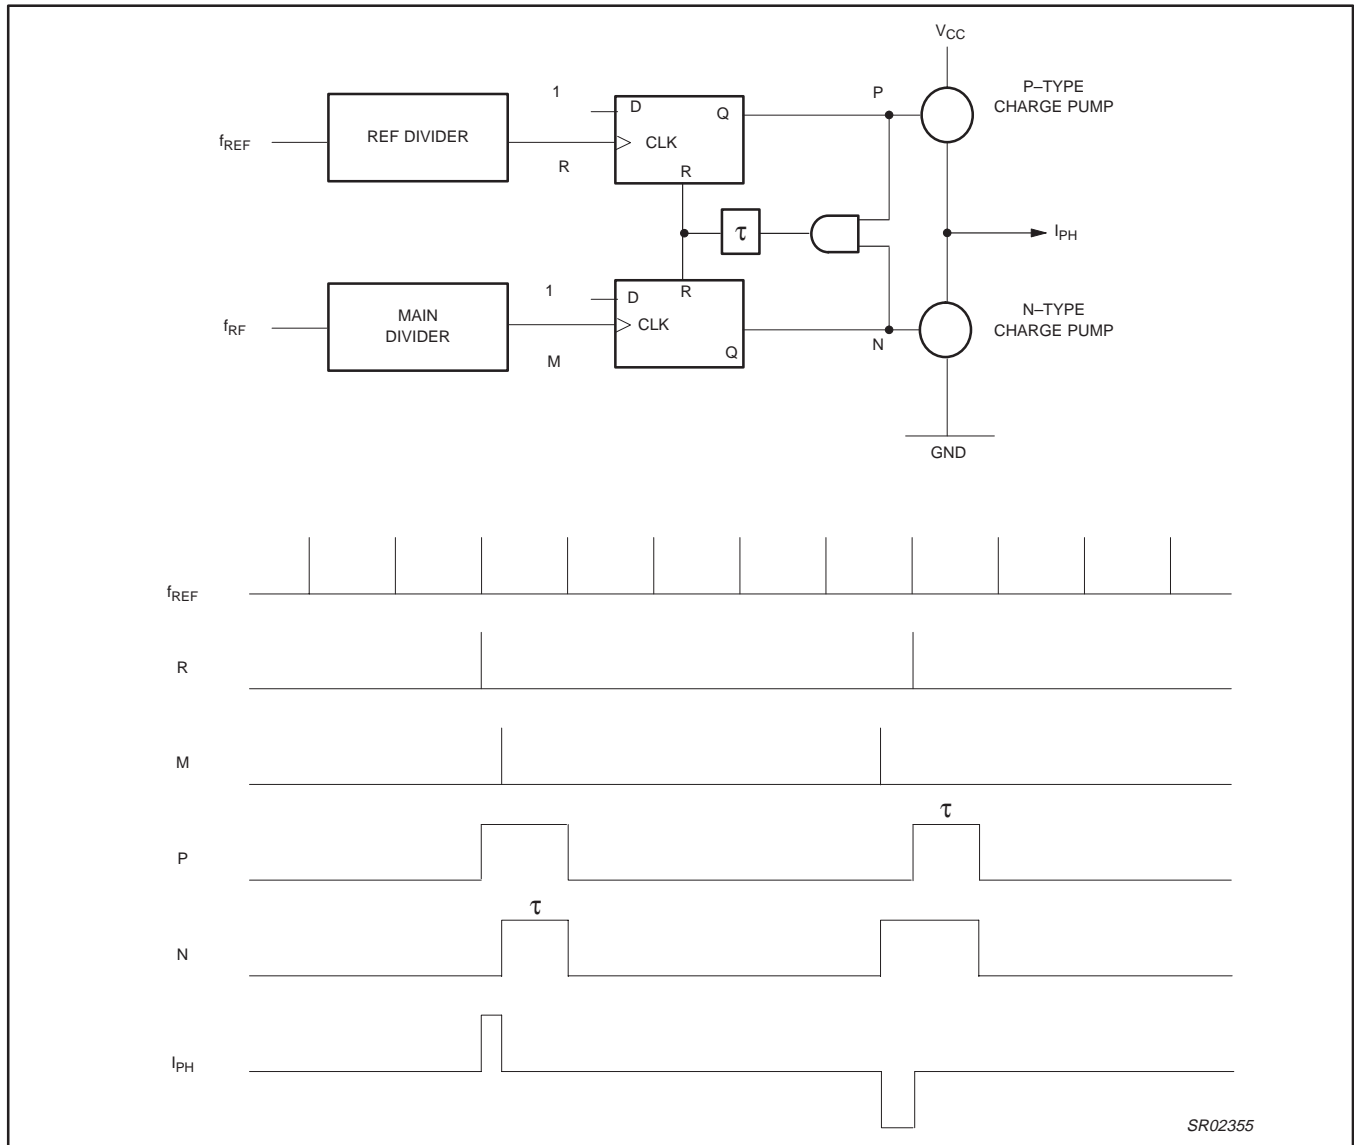 VCC
P–TYPE
CHARGE PUMP
1
P
D
Q
fREF
REF DIVIDER
CLK
R
R
τ
IPH
1
R
D
fRF
MAIN
DIVIDER
CLK
N–TYPE
CHARGE PUMP
M
Q
N
GND
fREF
R
M
τ
P
τ
N
IPH
SR02355